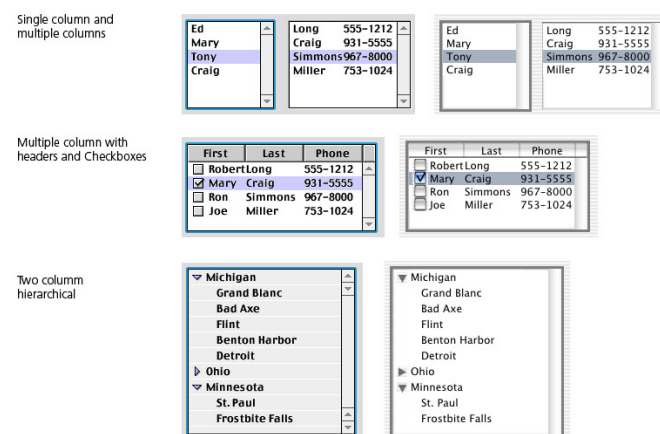 Single column and
multiple columns
Ed
Mary
Tony
Craig
Long 555-1212
Craig 931-5555
Simmons 967-8000
Miller 753-1024
Ed
Mary
Tony
Craig
Long 555-1212
Craig 931-5555
Simmons 967-8000
Miller 753-1024
Multiple column with
headers and Checkboxes
First Last Phone
Robert Long 555-1212
Mary Craig 931-5555
Ron Simmons 967-8000
Joe Miller 753-1024
First Last Phone
Robert Long 555-1212
Mary Craig 931-5555
Ron Simmons 967-8000
Joe Miller 753-1024
Two column
hierarchical
Michigan
Grand Blanc
Bad Axe
Flint
Benton Harbor
Detroit
Ohio
Minnesota
St. Paul
Frostbite Falls
Michigan
Grand Blanc
Bad Axe
Flint
Benton Harbor
Detroit
Ohio
Minnesota
St. Paul
Frostbite Falls